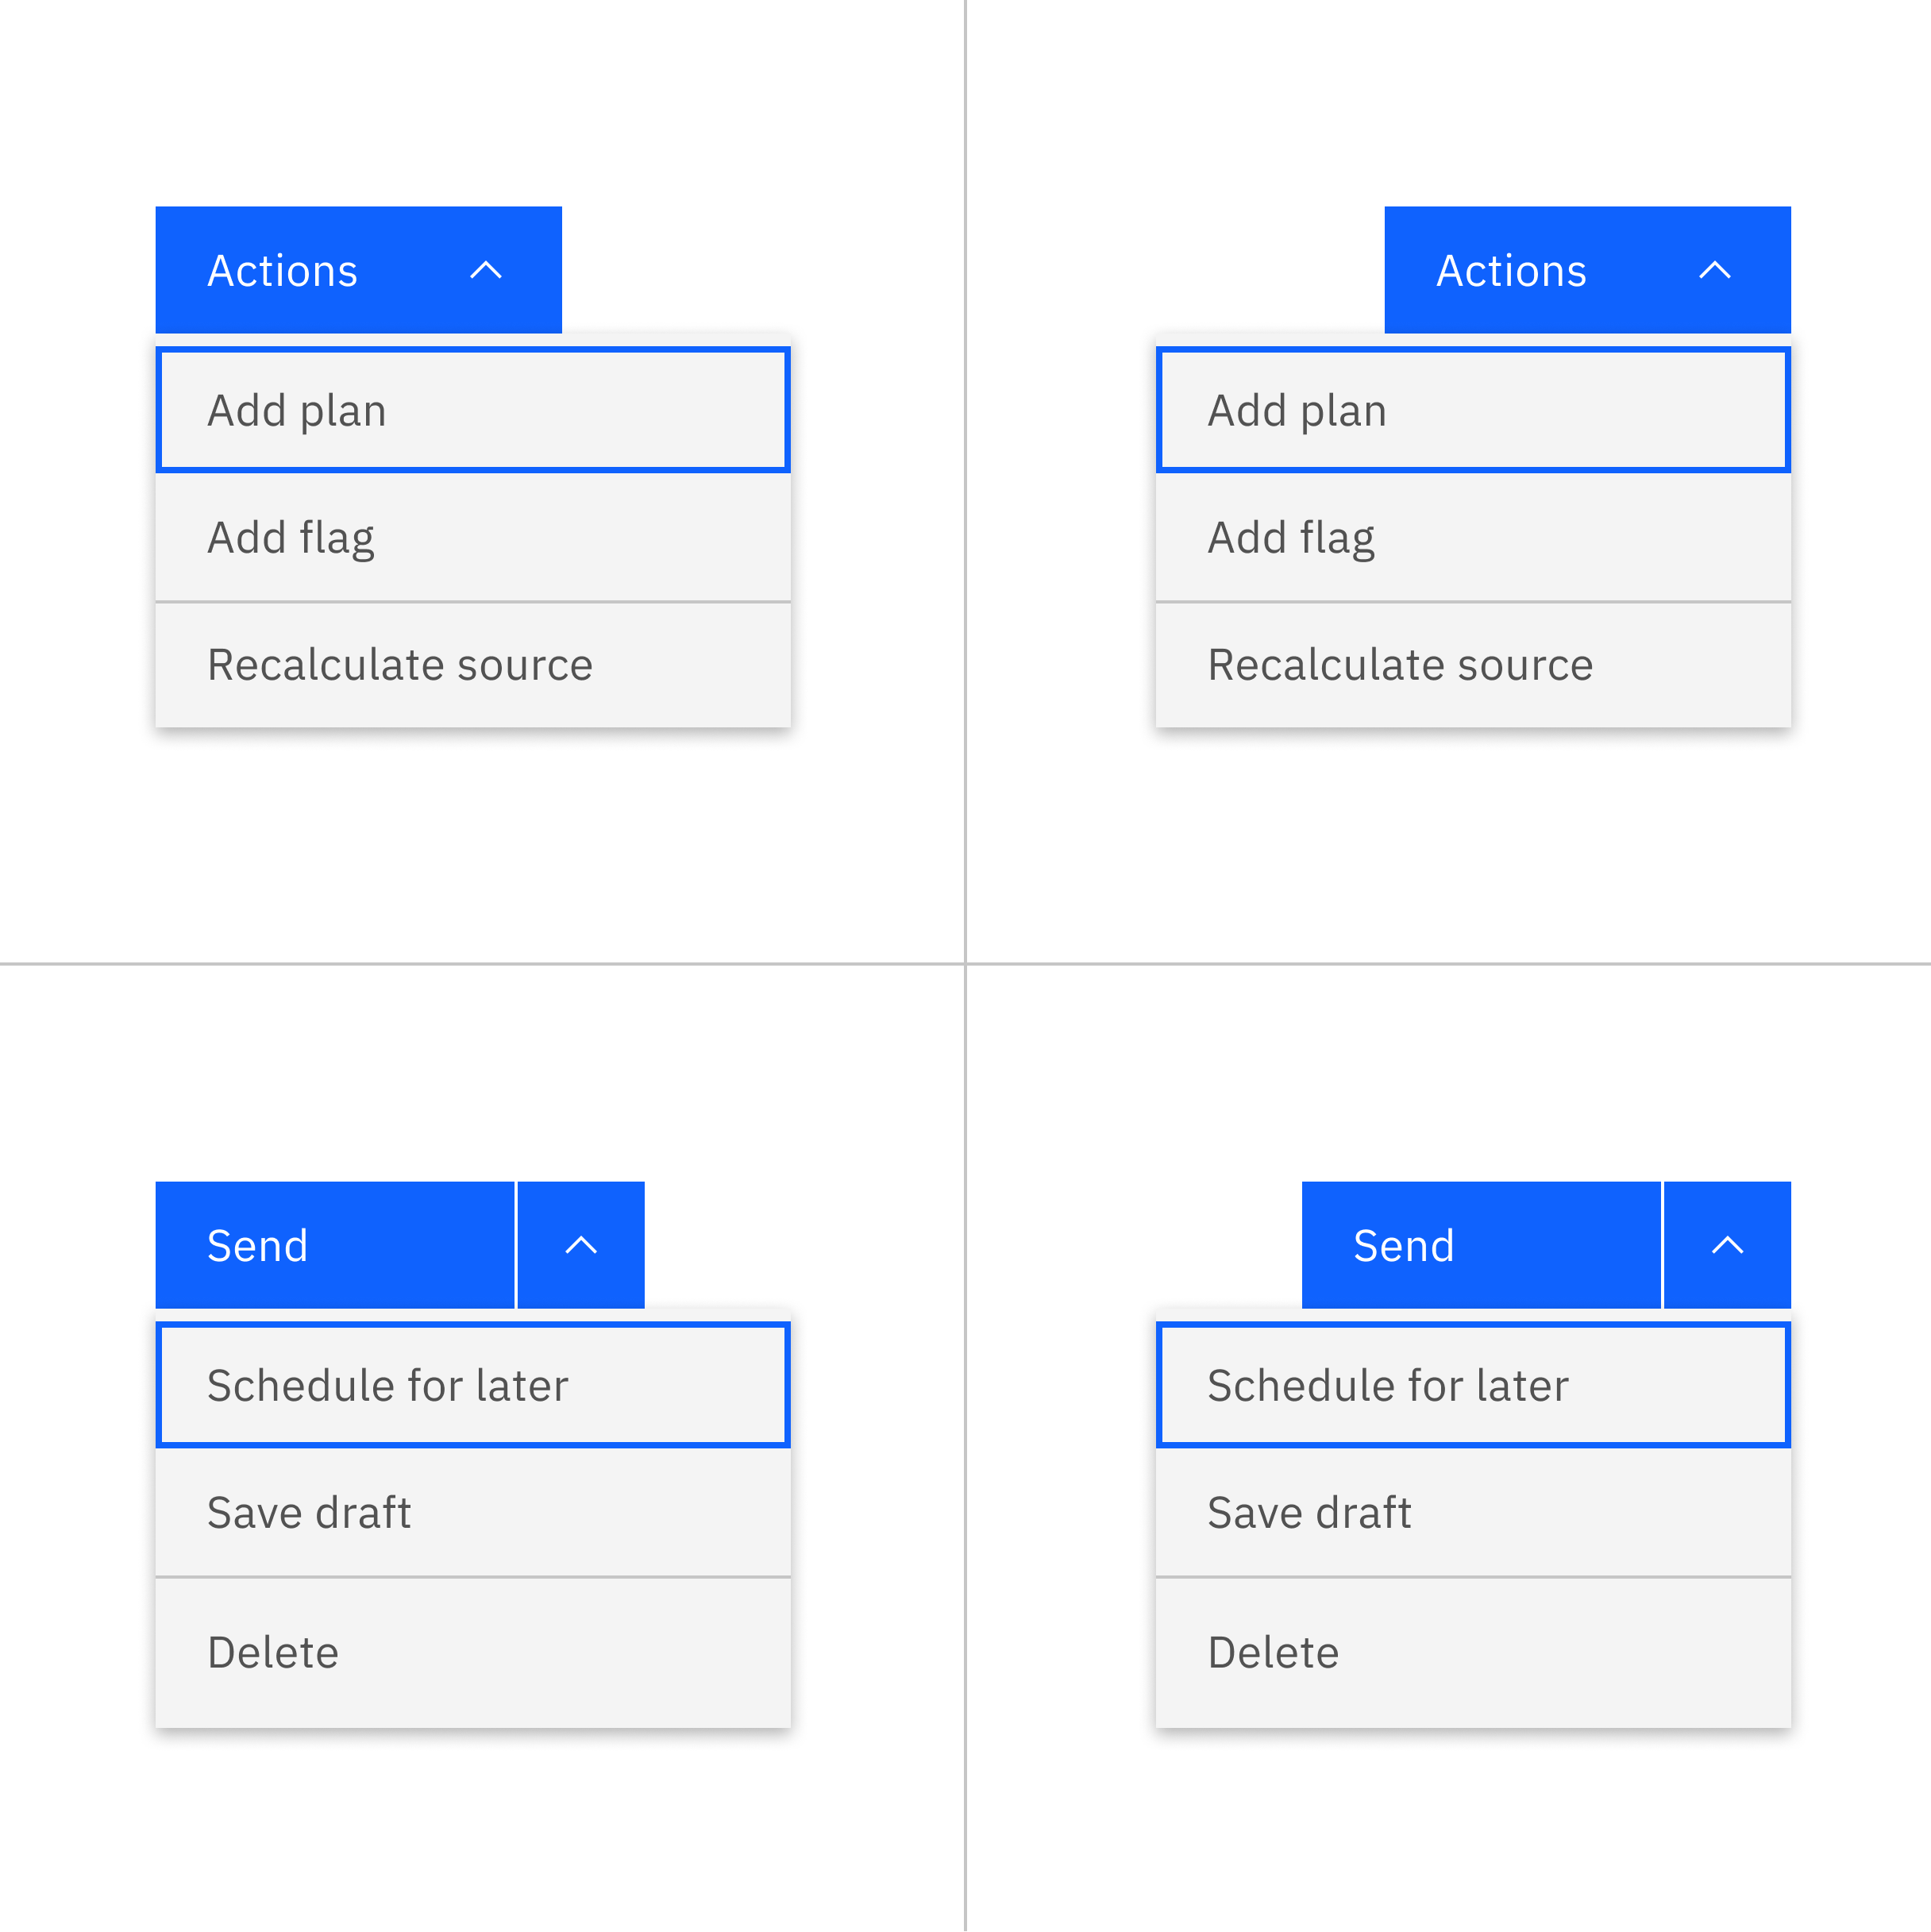 Actions
Add plan
Add flag
Recalculate source
Actions
Add plan
Add flag
Recalculate source
Send
Schedule for later
Save draft
Delete
Send
Schedule for later
Save draft
Delete